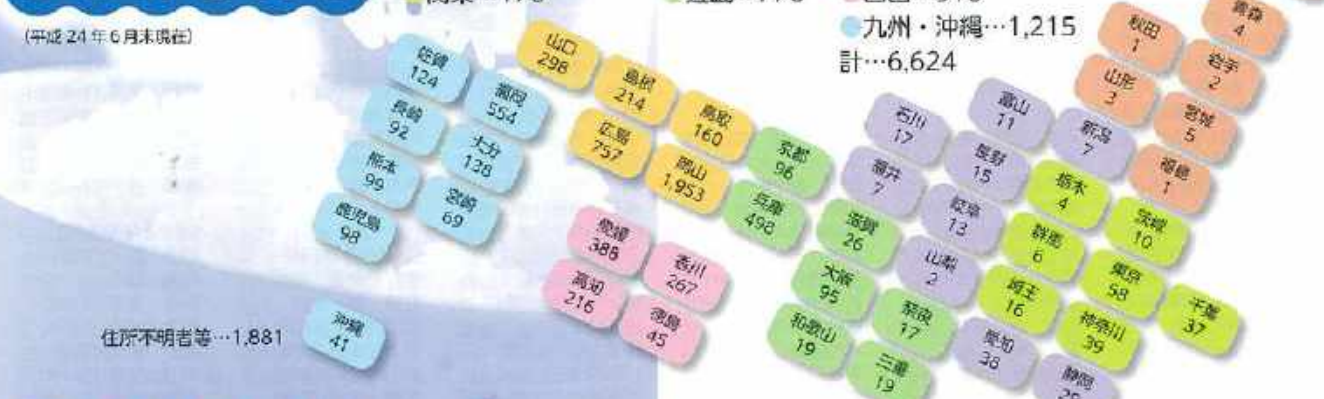 (平成24年6月末現在)
九州・沖縄…1,215
計…6,624
青森
4
秋田
1
岩手
2
山形
3
宮城
5
福島
1
佐賀
124
福岡
554
長崎
92
大分
138
熊本
99
宮崎
69
鹿児島
98
沖縄
41
住所不明者等…1,881
山口
298
島根
214
鳥取
160
広島
757
岡山
1,953
愛媛
388
香川
267
高知
216
徳島
45
京都
96
兵庫
498
滋賀
26
大阪
95
奈良
17
和歌山
19
三重
19
石川
17
富山
11
新潟
7
福井
7
長野
15
岐阜
13
山梨
2
愛知
38
静岡
栃木
4
茨城
10
群馬
6
東京
58
埼玉
16
千葉
37
神奈川
39